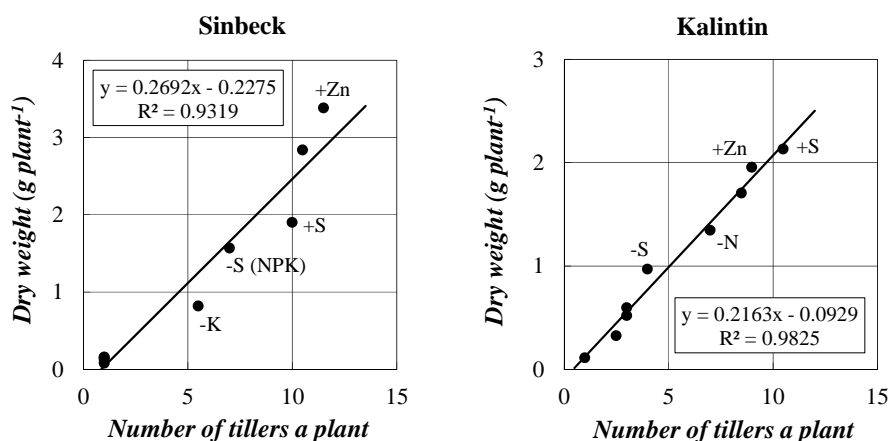 Sinbeck
4
3
2
1
0
0 5 10 15
Dry weight (g plant⁻¹)
Number of tillers a plant
y = 0.2692x - 0.2275
R² = 0.9319
+Zn
+S
-S (NPK)
-K
Kalintin
3
2
1
0
0 5 10 15
Dry weight (g plant⁻¹)
Number of tillers a plant
+Zn
+S
-N
-S
y = 0.2163x - 0.0929
R² = 0.9825